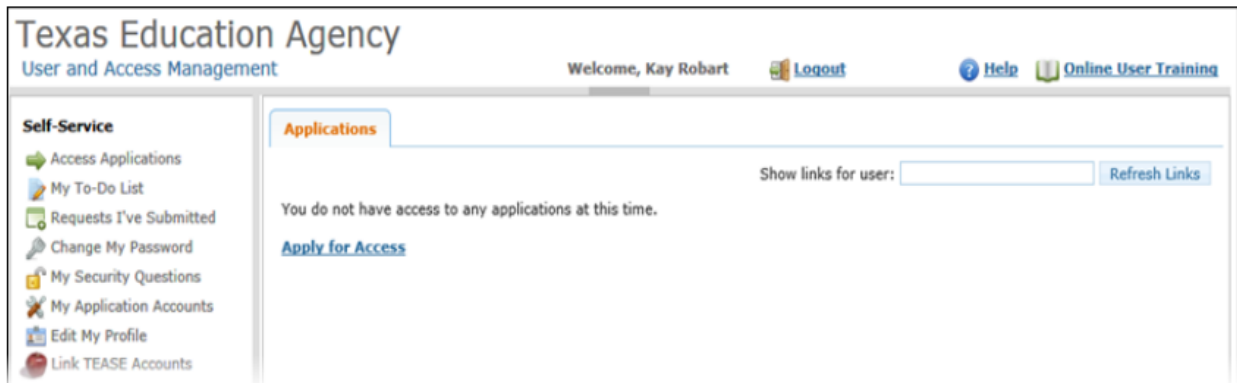 Texas Education Agency
User and Access Management
Welcome, Kay Robart
Logout
Help
Online User Training
Self-Service
Access Applications
My To-Do List
Requests I've Submitted
Change My Password
My Security Questions
My Application Accounts
Edit My Profile
Link TEASE Accounts
Applications
Show links for user:
Refresh Links
You do not have access to any applications at this time.
Apply for Access